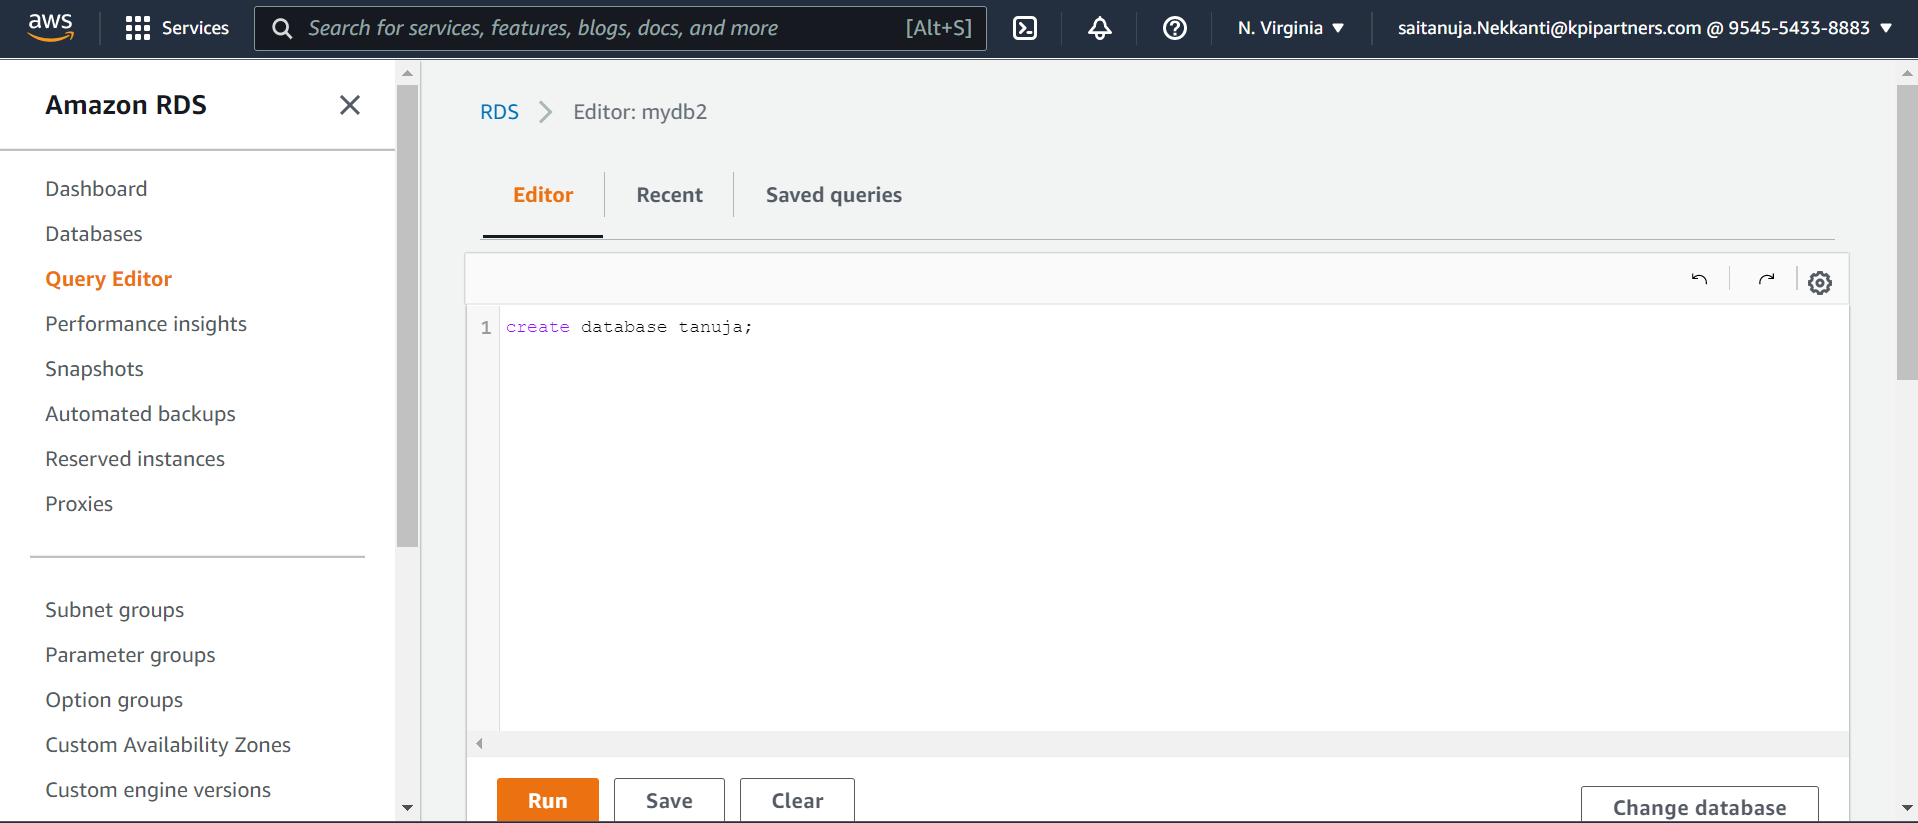 aws Services Search for services, features, blogs, docs, and more [Alt+S] N. Virginia saitanuja.Nekkanti@kpipartners.com @ 9545-5433-8883
Amazon RDS
Dashboard
Databases
Query Editor
Performance insights
Snapshots
Automated backups
Reserved instances
Proxies
Subnet groups
Parameter groups
Option groups
Custom Availability Zones
Custom engine versions
RDS Editor: mydb2
Editor Recent Saved queries
1 create database tanuja;
Run Save Clear Change database